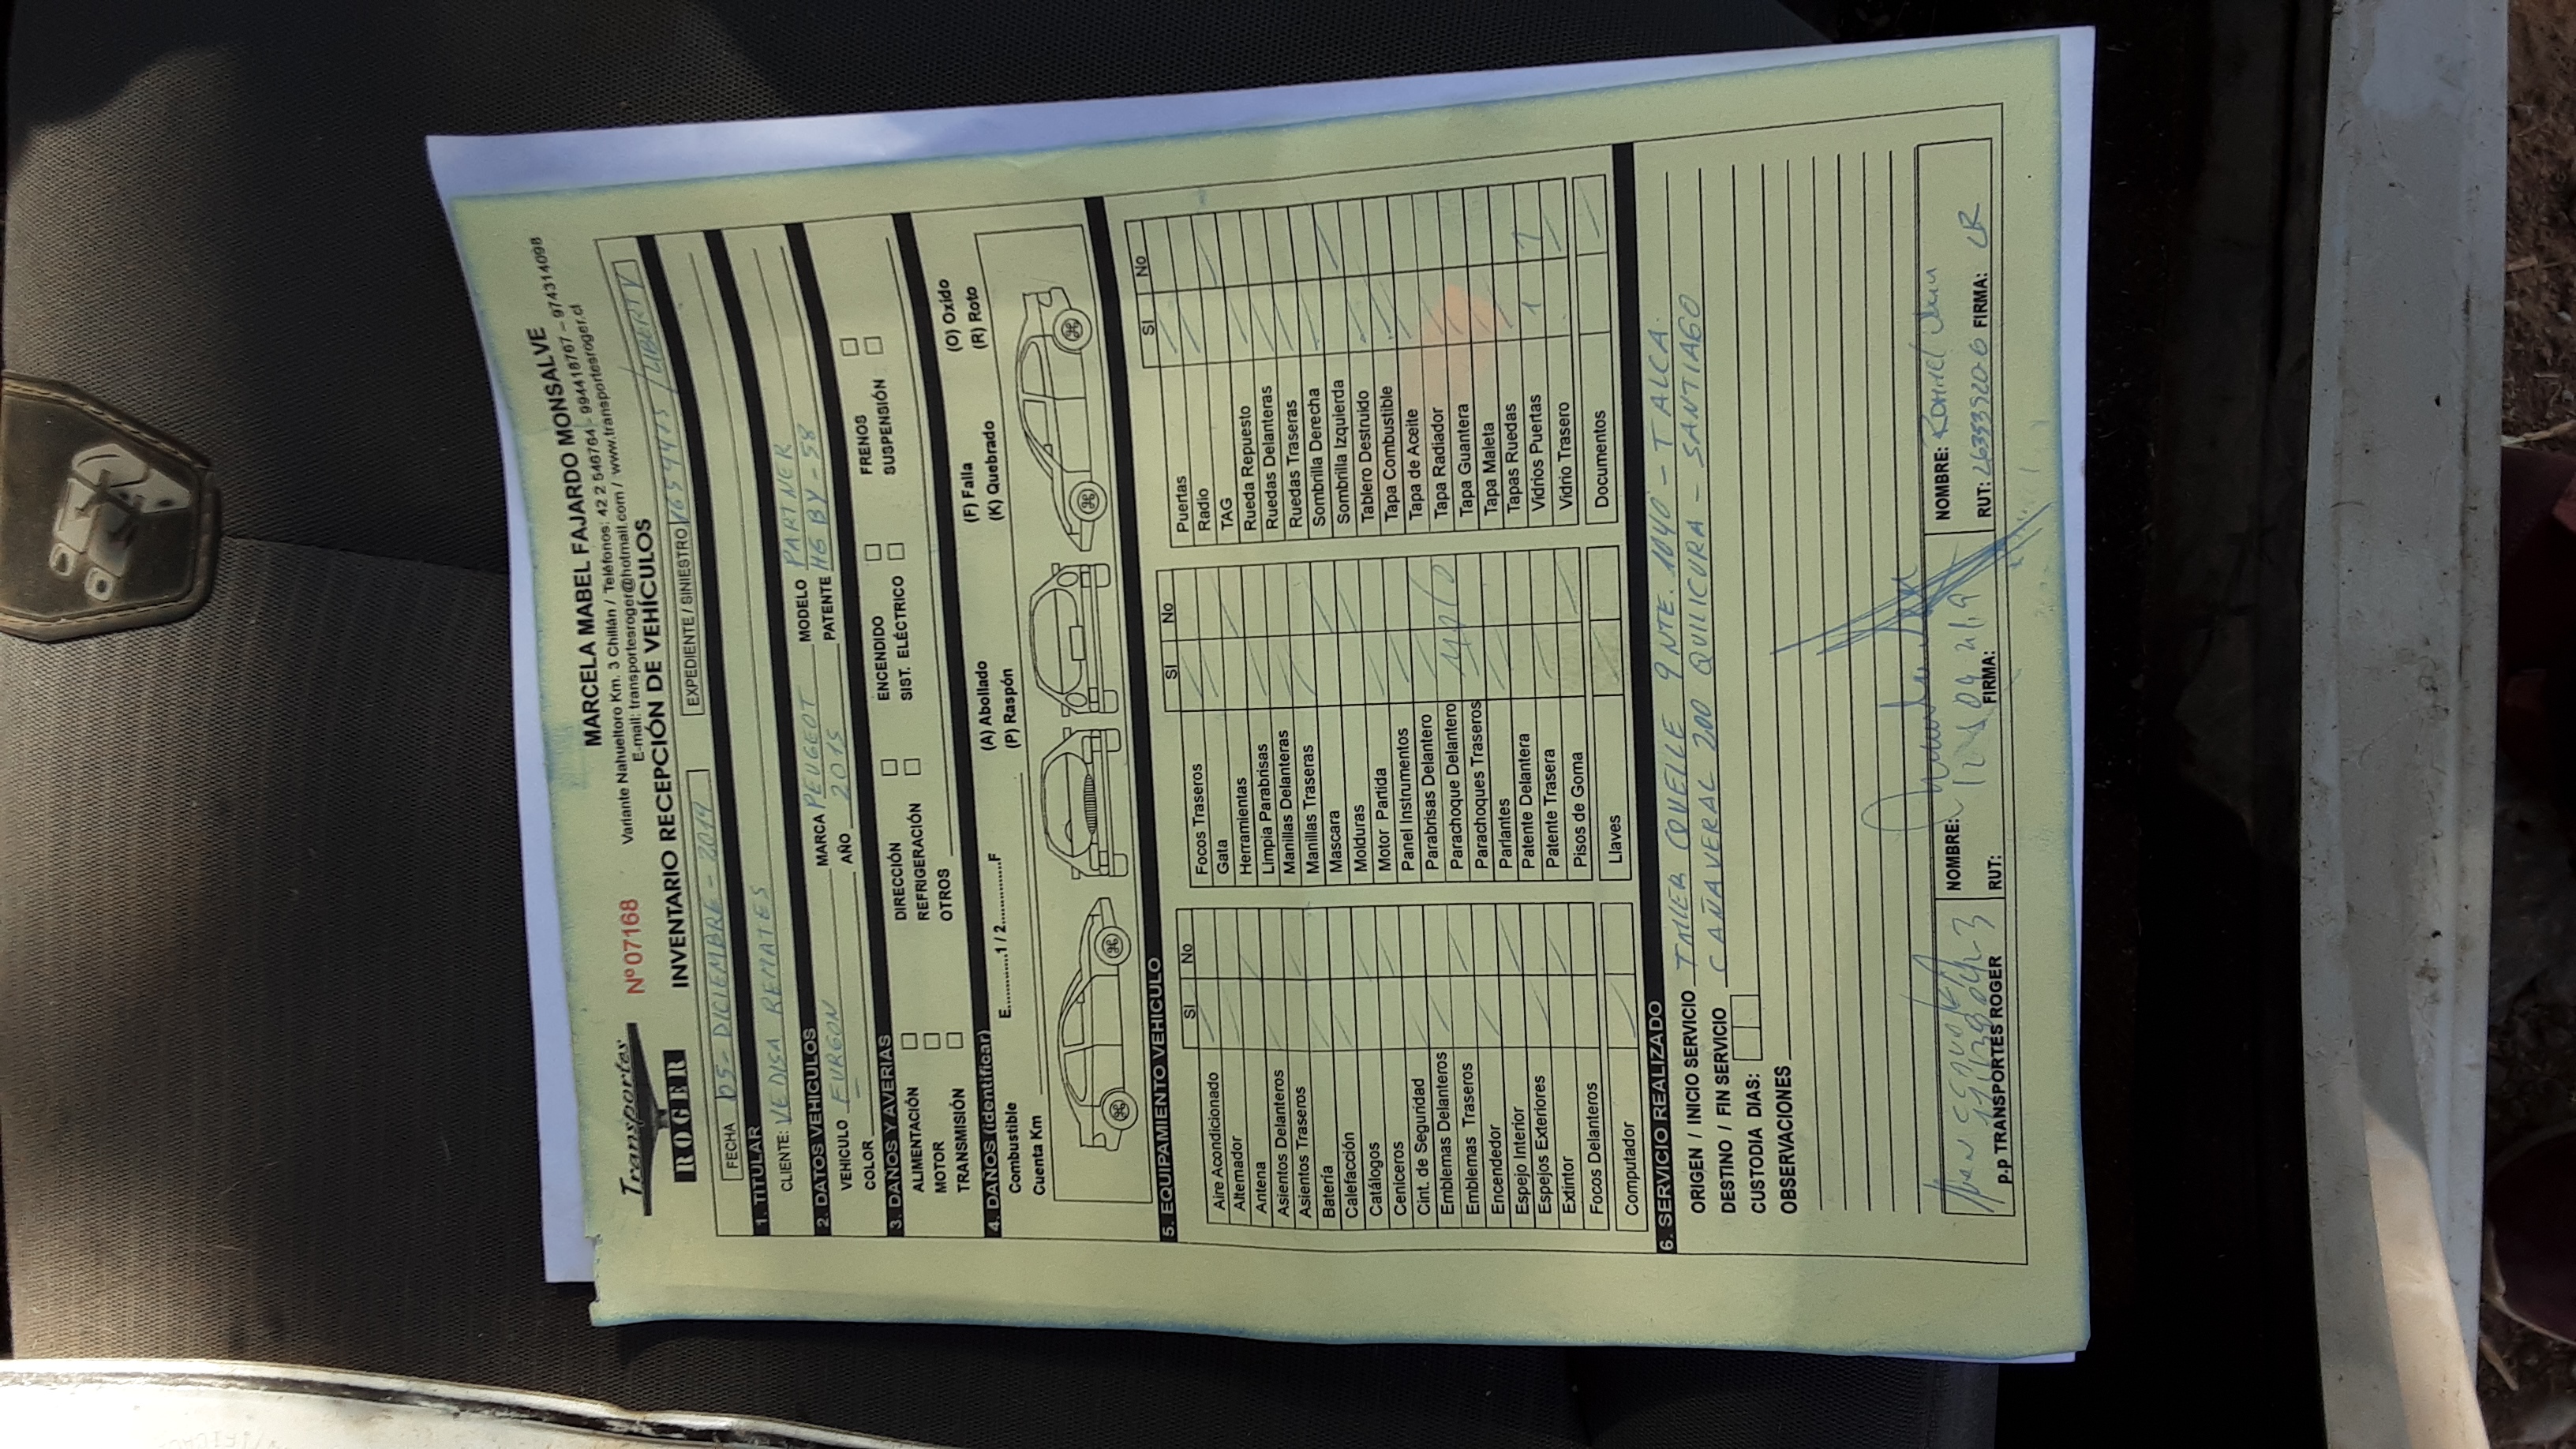 Transportes
ROGER
Nº 07168
MARCELA MABEL FAJARDO MONSALVE
Variante Nahueltoro Km. 3 Chillán / Teléfonos: 42 2 546764 - 994418767 - 974314098
E-mail: transportesroger@hotmail.com / www.transportesroger.cl
INVENTARIO RECEPCIÓN DE VEHÍCULOS
FECHA 05 - DICIEMBRE - 2019
EXPEDIENTE / SINIESTRO LIBERTY
1. TITULAR
CLIENTE: VEDISA REMATES
2. DATOS VEHICULOS
VEHICULO FURGON MARCA PEUGEOT MODELO PARTNER
COLOR AÑO 2015 PATENTE HG BY - 58
3. DAÑOS Y AVERIAS
ALIMENTACIÓN DIRECCIÓN ENCENDIDO FRENOS
MOTOR REFRIGERACIÓN SIST. ELÉCTRICO SUSPENSIÓN
TRANSMISIÓN OTROS
4. DAÑOS (Identificar)
Combustible E............1 / 2............F (A) Abollado (F) Falla (O) Oxido
Cuenta Km (P) Raspón (K) Quebrado (R) Roto
5. EQUIPAMIENTO VEHICULO
SI No
Aire Acondicionado
Alternador
Antena
Asientos Delanteros
Asientos Traseros
Batería
Calefacción
Catálogos
Ceniceros
Cint. de Seguridad
Emblemas Delanteros
Emblemas Traseros
Encendedor
Espejo Interior
Espejos Exteriores
Extintor
Focos Delanteros
Computador
SI No
Focos Traseros
Gata
Herramientas
Limpia Parabrisas
Manillas Delanteras
Manillas Traseras
Mascara
Molduras
Motor Partida
Panel Instrumentos
Parabrisas Delantero
Parachoque Delantero
Parachoques Traseros
Parlantes
Patente Delantera
Patente Trasera
Pisos de Goma
Llaves
SI No
Puertas
Radio
TAG
Rueda Repuesto
Ruedas Delanteras
Ruedas Traseras
Sombrilla Derecha
Sombrilla Izquierda
Tablero Destruido
Tapa Combustible
Tapa de Aceite
Tapa Radiador
Tapa Guantera
Tapa Maleta
Tapas Ruedas
Vidrios Puertas 1 1
Vidrio Trasero
Documentos
6. SERVICIO REALIZADO
ORIGEN / INICIO SERVICIO TALLER COUELLE 9 NTE. 1040 - TALCA.
DESTINO / FIN SERVICIO CAÑAVERAL 200 QUILICURA - SANTIAGO
CUSTODIA DIAS:
OBSERVACIONES
p.p TRANSPORTES ROGER
NOMBRE:
RUT: FIRMA:
NOMBRE:
RUT: 26353920-6 FIRMA: